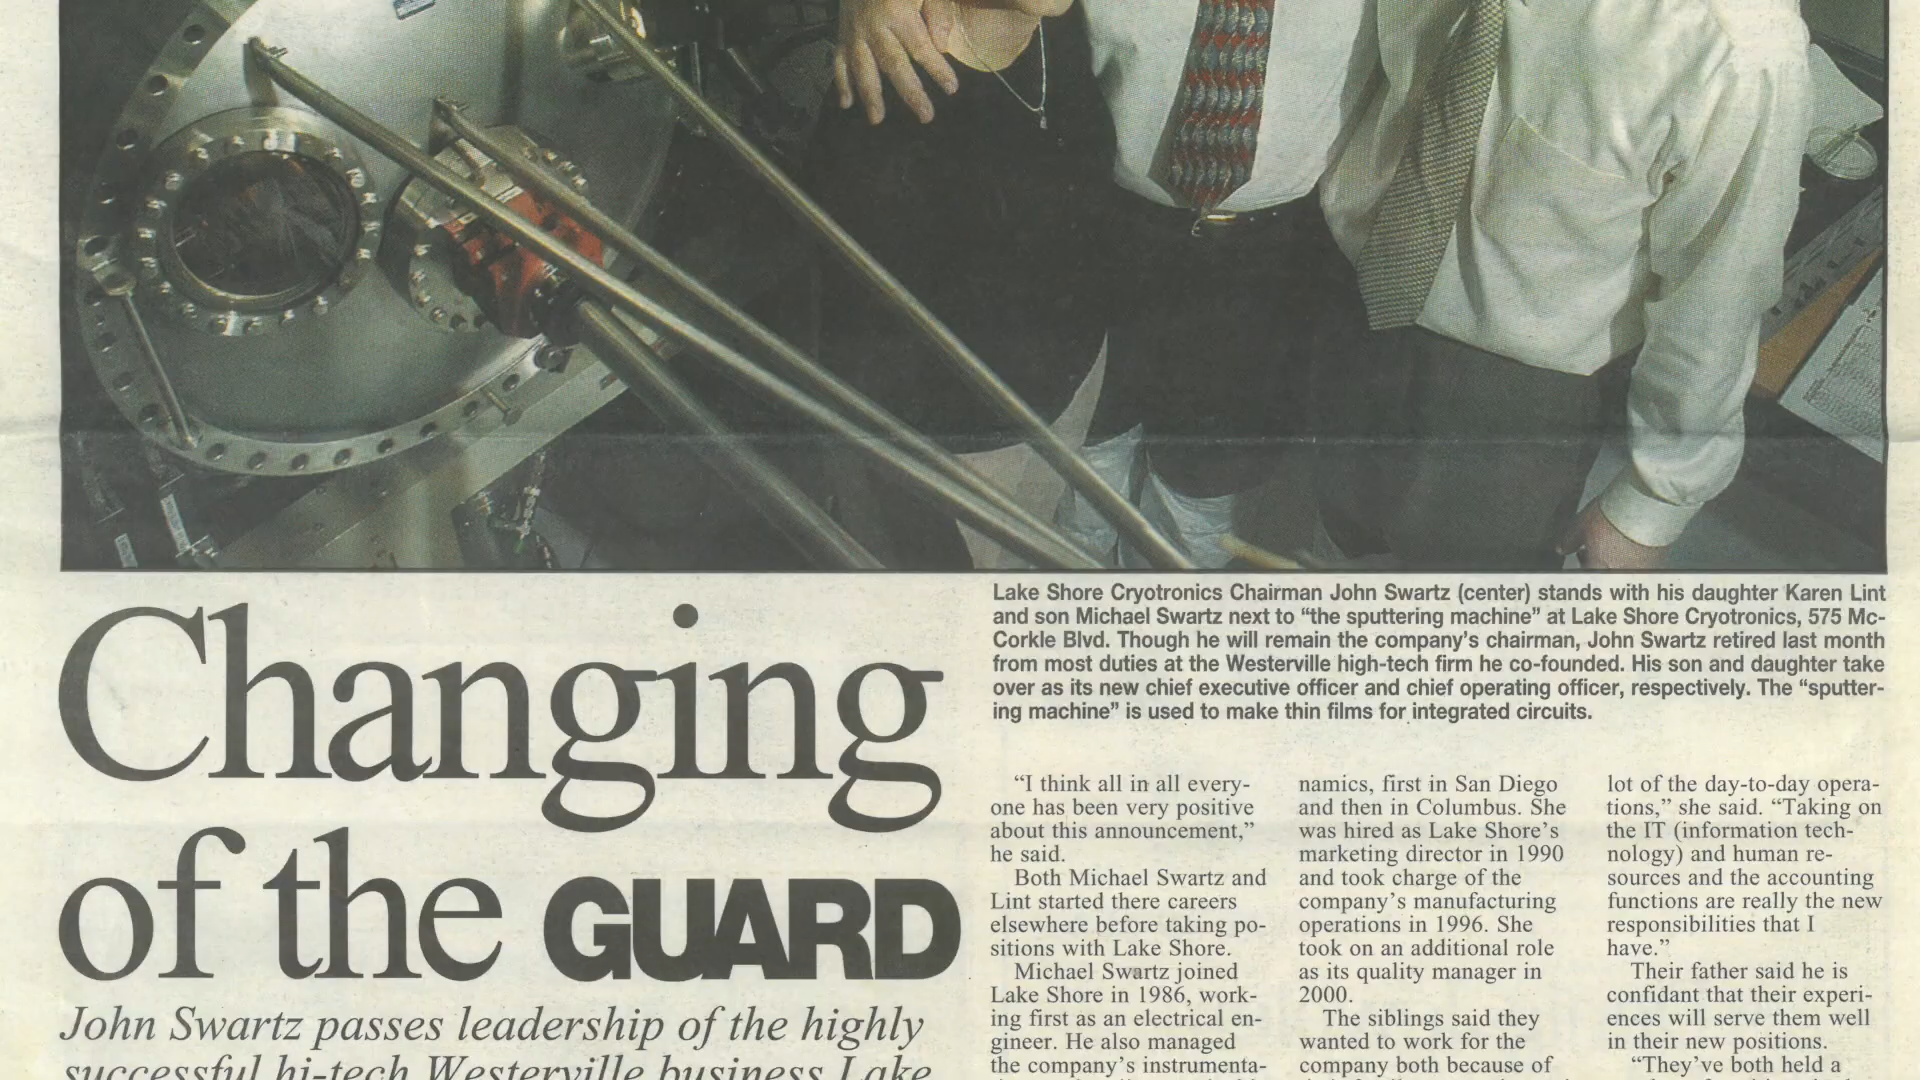 Lake Shore Cryotronics Chairman John Swartz (center) stands with his daughter Karen Lint
and son Michael Swartz next to “the sputtering machine” at Lake Shore Cryotronics, 575 Mc-
Corkle Blvd. Though he will remain the company’s chairman, John Swartz retired last month
from most duties at the Westerville high-tech firm he co-founded. His son and daughter take
over as its new chief executive officer and chief operating officer, respectively. The “sputter-
ing machine” is used to make thin films for integrated circuits.
Changing
of the GUARD
John Swartz passes leadership of the highly
successful hi-tech Westerville business Lake
“I think all in all every-
one has been very positive
about this announcement,”
he said.
Both Michael Swartz and
Lint started there careers
elsewhere before taking po-
sitions with Lake Shore.
Michael Swartz joined
Lake Shore in 1986, work-
ing first as an electrical en-
gineer. He also managed
the company’s instrumenta-
namics, first in San Diego
and then in Columbus. She
was hired as Lake Shore’s
marketing director in 1990
and took charge of the
company’s manufacturing
operations in 1996. She
took on an additional role
as its quality manager in
2000.
The siblings said they
wanted to work for the
company both because of
lot of the day-to-day opera-
tions,” she said. “Taking on
the IT (information tech-
nology) and human re-
sources and the accounting
functions are really the new
responsibilities that I
have.”
Their father said he is
confidant that their experi-
ences will serve them well
in their new positions.
“They’ve both held a